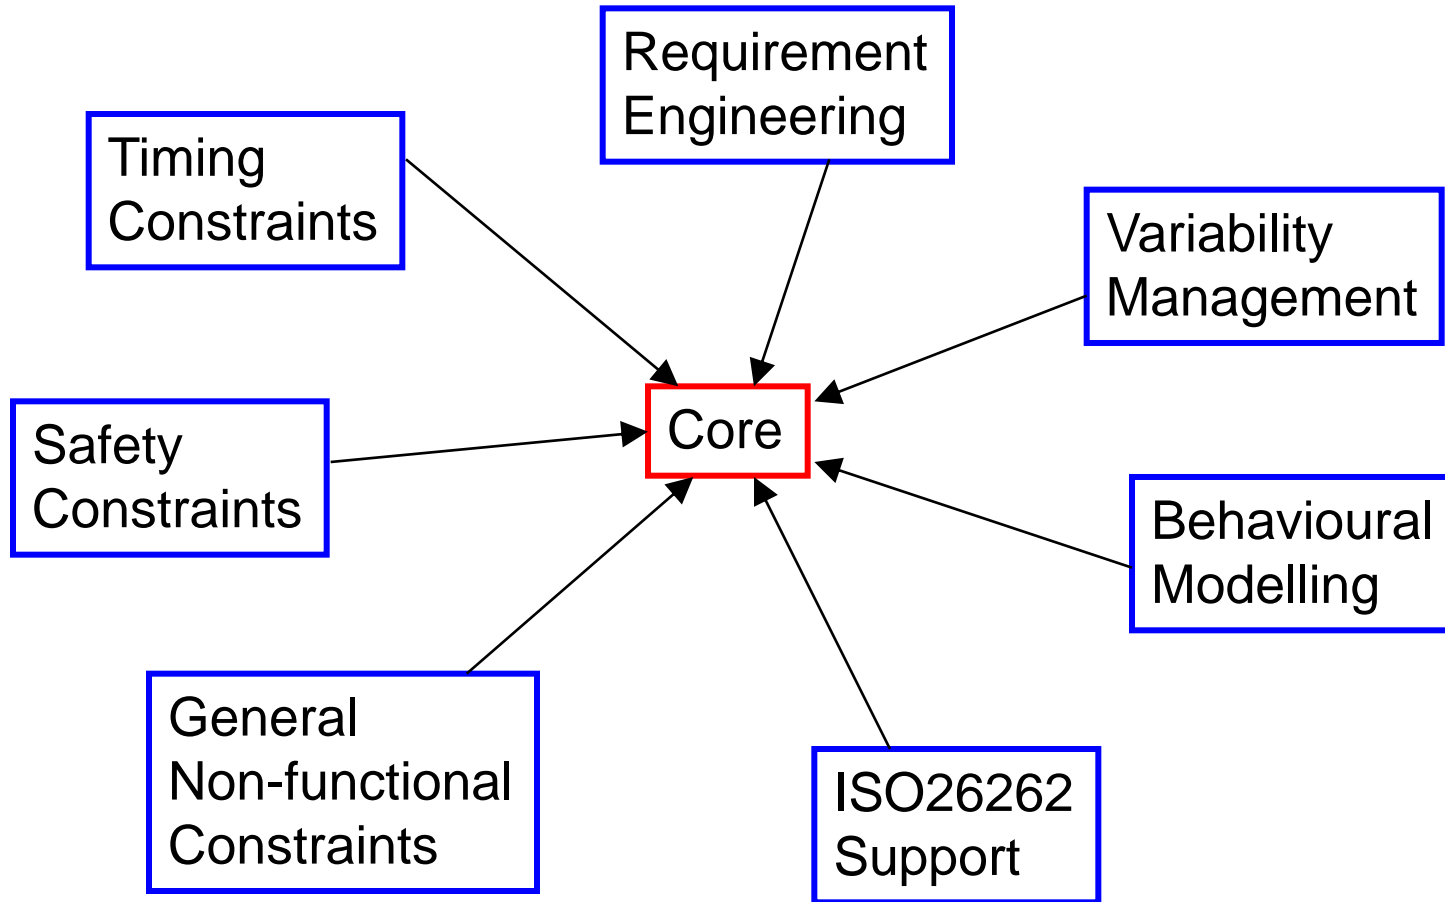 Requirement
Engineering
Timing
Constraints
Variability
Management
Core
Safety
Constraints
Behavioural
Modelling
General
Non-functional
Constraints
ISO26262
Support